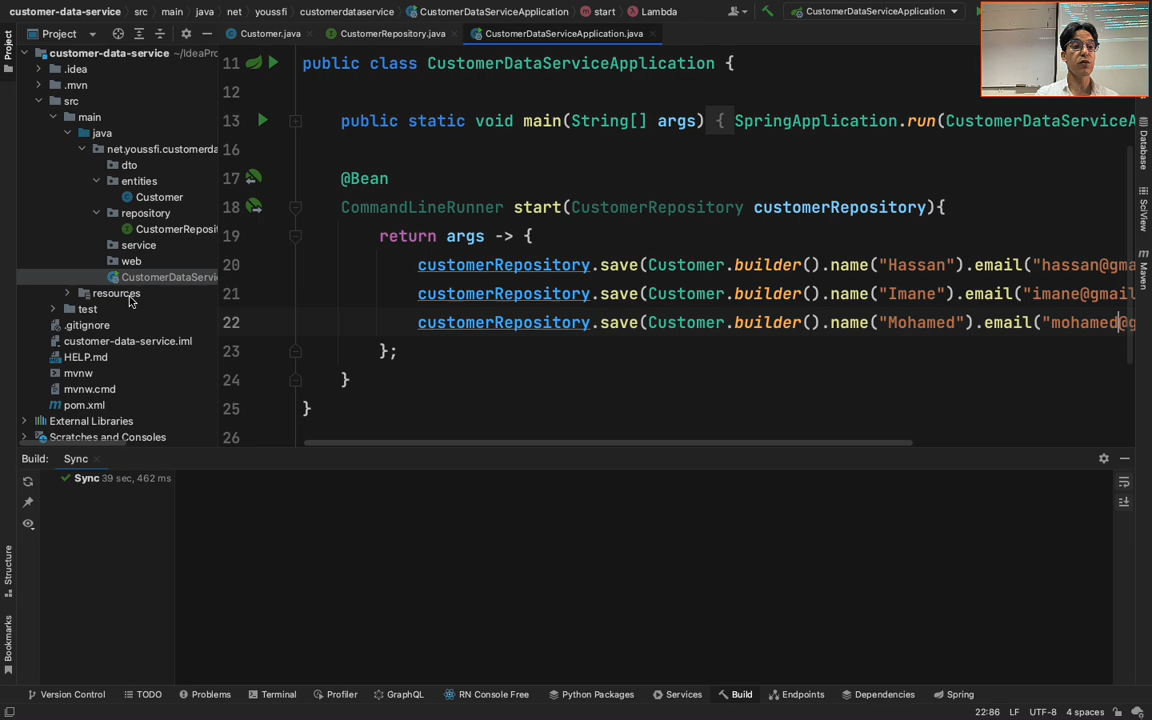 customer-data-service › src › main › java › net › youssfi › customerdataservice › CustomerDataServiceApplication › start › Lambda
CustomerDataServiceApplication
Project
Project
Customer.java
CustomerRepository.java
CustomerDataServiceApplication.java
customer-data-service ~/IdeaPro
.idea
.mvn
src
main
java
net.youssfi.customerda
dto
entities
Customer
repository
CustomerReposit
service
web
CustomerDataServi
resources
test
.gitignore
customer-data-service.iml
HELP.md
mvnw
mvnw.cmd
pom.xml
External Libraries
Scratches and Consoles
11 public class CustomerDataServiceApplication {
12
13 public static void main(String[] args) { SpringApplication.run(CustomerDataServiceA
16
17 @Bean
18 CommandLineRunner start(CustomerRepository customerRepository){
19 return args -> {
20 customerRepository.save(Customer.builder().name("Hassan").email("hassan@gma
21 customerRepository.save(Customer.builder().name("Imane").email("imane@gmail
22 customerRepository.save(Customer.builder().name("Mohamed").email("mohamed@g
23 };
24 }
25 }
26
Database
SciView
Maven
Build: Sync
Sync 39 sec, 462 ms
Structure
Bookmarks
Version Control TODO Problems Terminal Profiler GraphQL RN Console Free Python Packages Services Build Endpoints Dependencies Spring
22:86 LF UTF-8 4 spaces